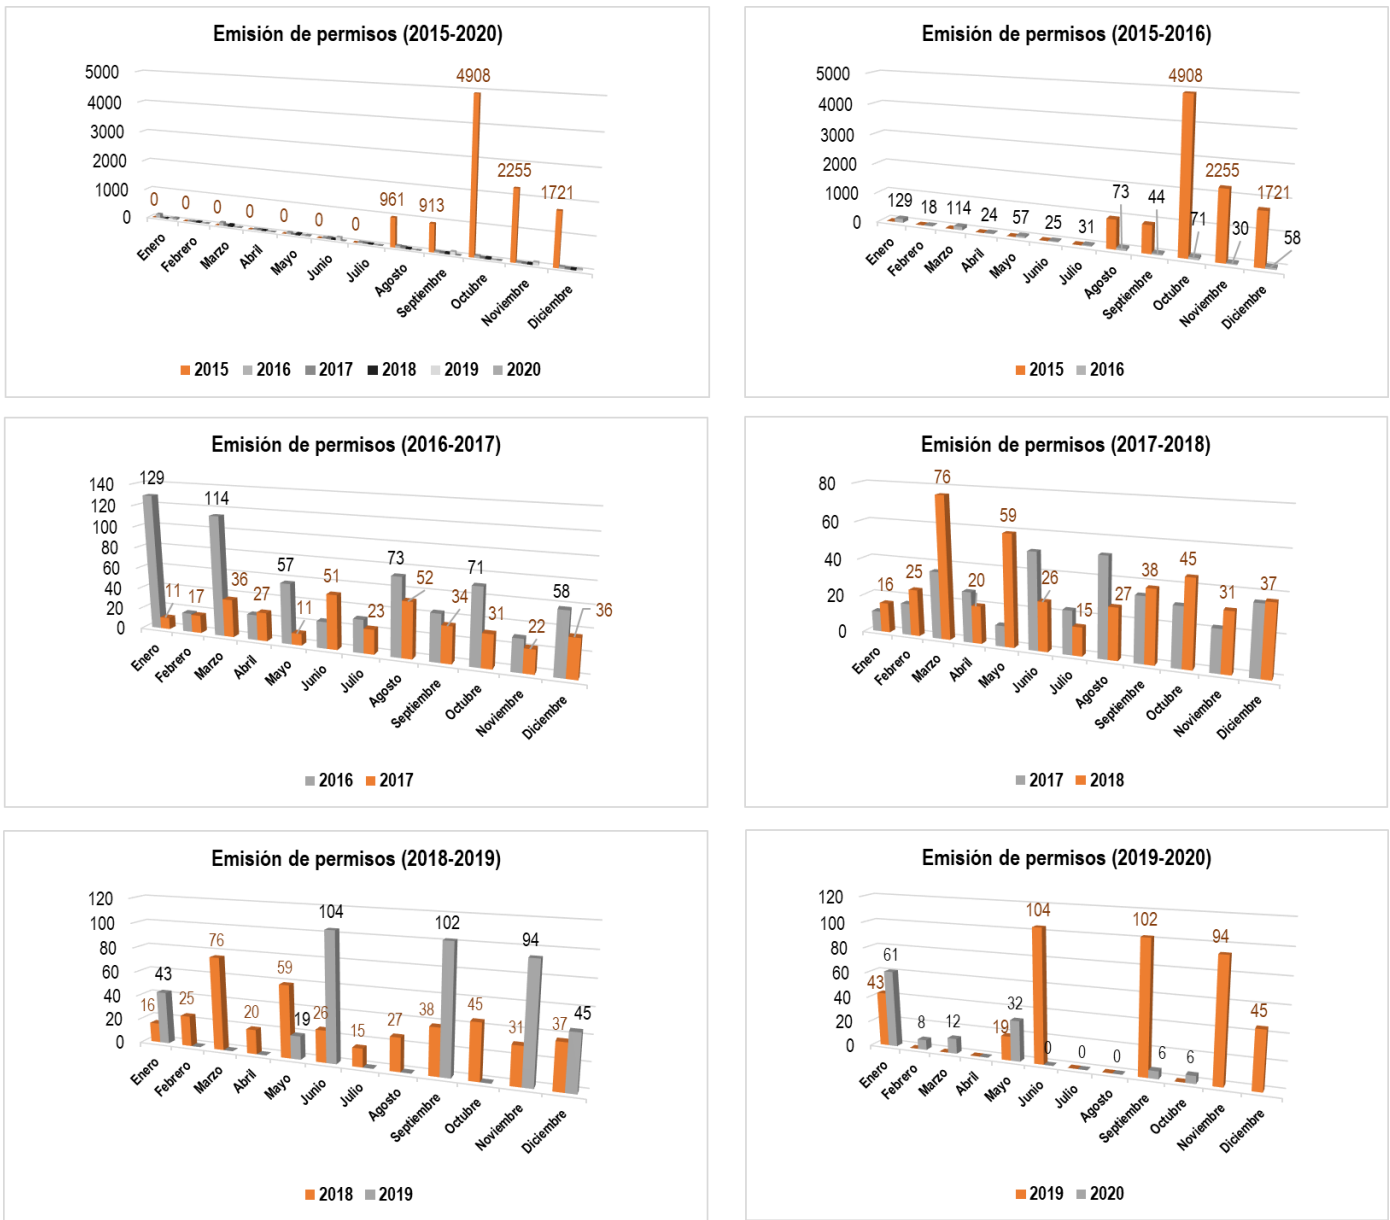 Emisión de permisos (2015-2020)
5000
4000
3000
2000
1000
0
0 0 0 0 0 0 0 961 913 4908 2255 1721
Enero Febrero Marzo Abril Mayo Junio Julio Agosto Septiembre Octubre Noviembre Diciembre
2015 2016 2017 2018 2019 2020
Emisión de permisos (2015-2016)
5000
4000
3000
2000
1000
0
129 18 114 24 57 25 31 73 44 4908 71 2255 30 1721 58
Enero Febrero Marzo Abril Mayo Junio Julio Agosto Septiembre Octubre Noviembre Diciembre
2015 2016
Emisión de permisos (2016-2017)
140
120
100
80
60
40
20
0
129 11 17 114 36 27 57 11 51 23 73 52 34 71 31 22 58 36
Enero Febrero Marzo Abril Mayo Junio Julio Agosto Septiembre Octubre Noviembre Diciembre
2016 2017
Emisión de permisos (2017-2018)
80
60
40
20
0
16 25 76 20 59 26 15 27 38 45 31 37
Enero Febrero Marzo Abril Mayo Junio Julio Agosto Septiembre Octubre Noviembre Diciembre
2017 2018
Emisión de permisos (2018-2019)
120
100
80
60
40
20
0
16 43 25 76 20 59 19 26 104 15 27 38 102 45 31 94 37 45
Enero Febrero Marzo Abril Mayo Junio Julio Agosto Septiembre Octubre Noviembre Diciembre
2018 2019
Emisión de permisos (2019-2020)
120
100
80
60
40
20
0
43 61 8 12 19 32 104 0 0 0 102 6 6 94 45
Enero Febrero Marzo Abril Mayo Junio Julio Agosto Septiembre Octubre Noviembre Diciembre
2019 2020